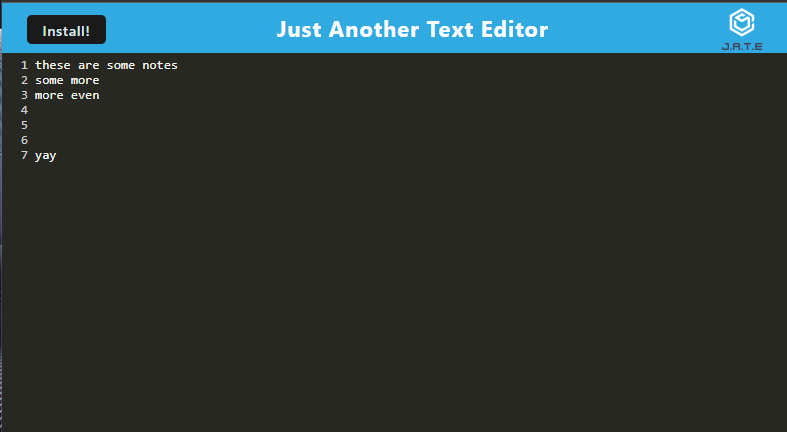 Install!
Just Another Text Editor
J.A.T.E
1 these are some notes
2 some more
3 more even
4
5
6
7 yay